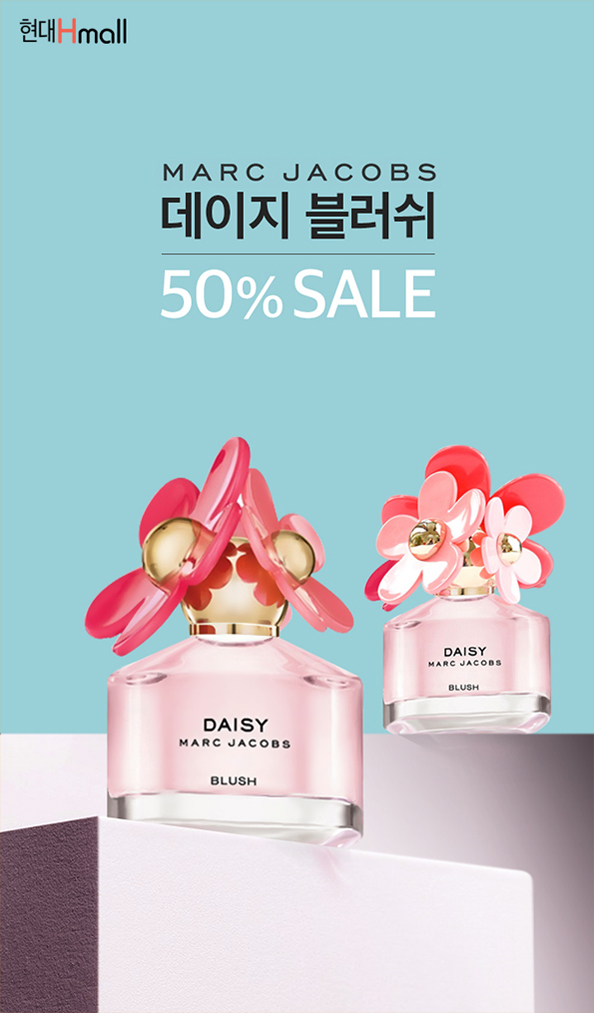 현대Hmall
MARC JACOBS
데이지 블러쉬
50% SALE
DAISY
MARC JACOBS
BLUSH
DAISY
MARC JACOBS
BLUSH